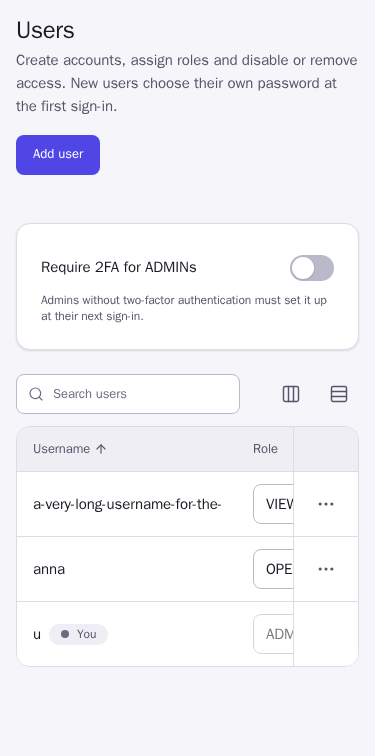 Users
Create accounts, assign roles and disable or remove
access. New users choose their own password at
the first sign-in.
Add user
Require 2FA for ADMINs
Admins without two-factor authentication must set it up
at their next sign-in.
Search users
Username Role
a-very-long-username-for-the- VIEW
anna OPE
u You ADM